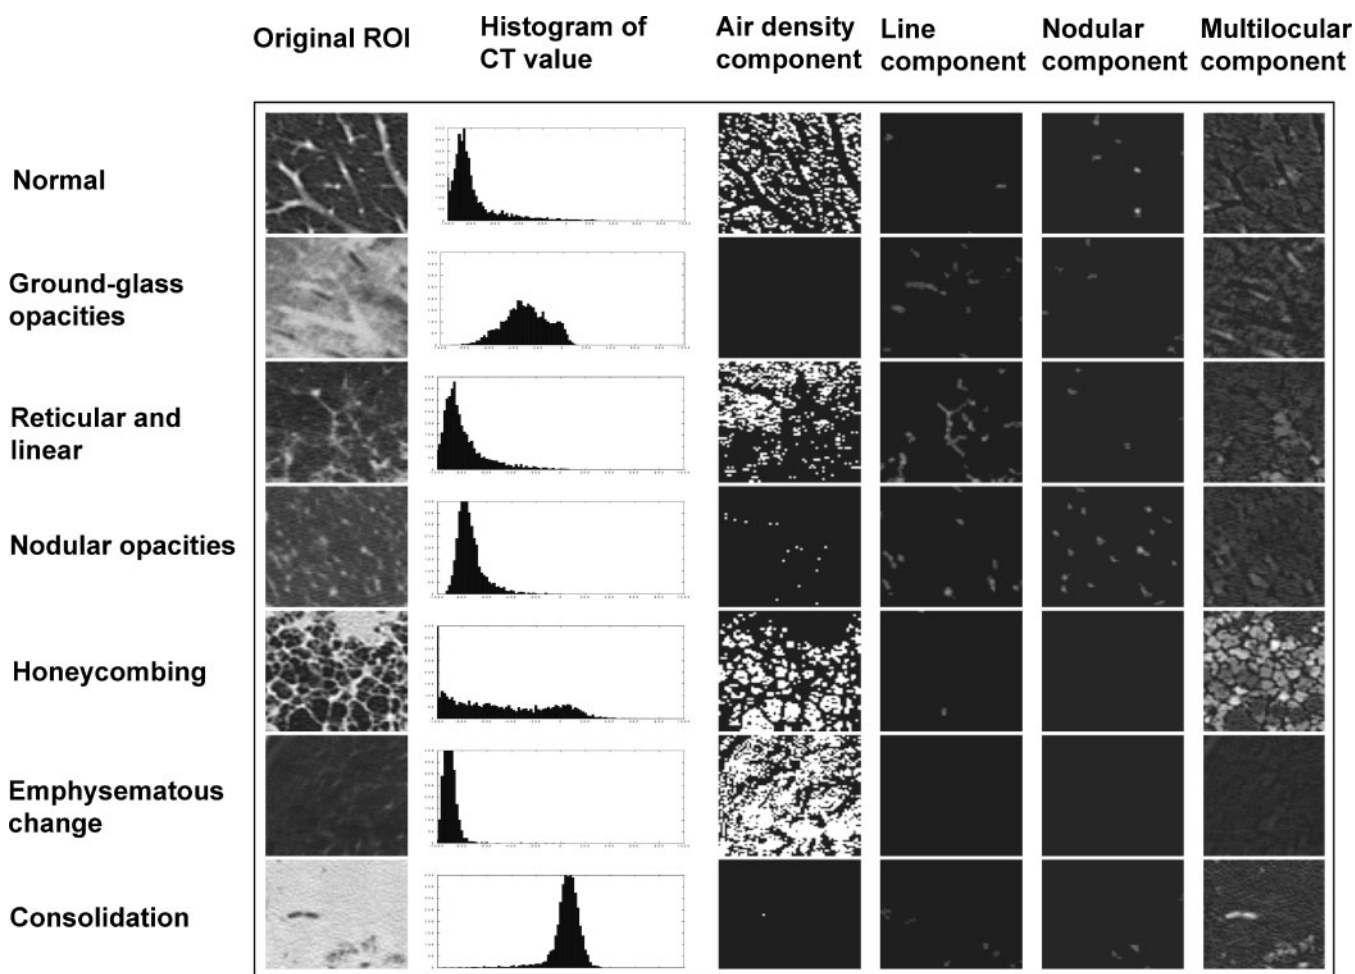 Original ROI
Histogram of
CT value
Air density
component
Line
component
Nodular
component
Multilocular
component
Normal
Ground-glass
opacities
Reticular and
linear
Nodular opacities
Honeycombing
Emphysematous
change
Consolidation